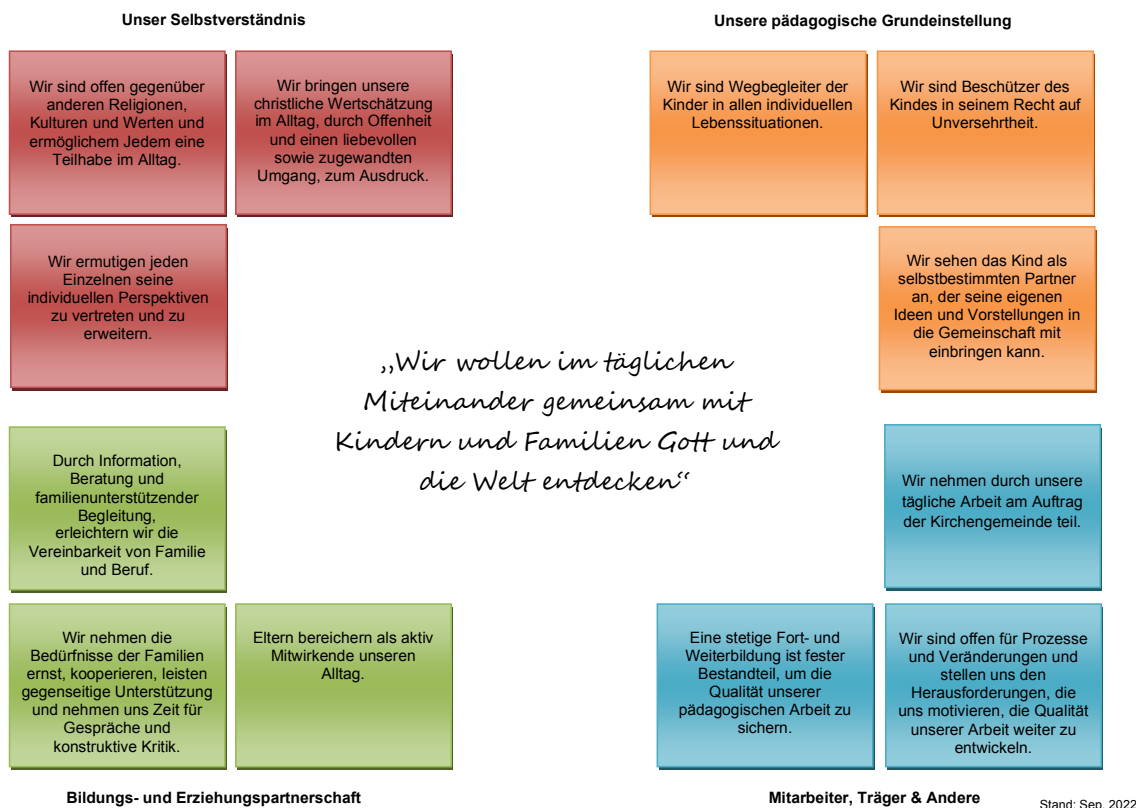 Unser Selbstverständnis
Unsere pädagogische Grundeinstellung
Wir sind offen gegenüber
anderen Religionen,
Kulturen und Werten und
ermöglichem Jedem eine
Teilhabe im Alltag.
Wir bringen unsere
christliche Wertschätzung
im Alltag, durch Offenheit
und einen liebevollen
sowie zugewandten
Umgang, zum Ausdruck.
Wir sind Wegbegleiter der
Kinder in allen individuellen
Lebenssituationen.
Wir sind Beschützer des
Kindes in seinem Recht auf
Unversehrtheit.
Wir ermutigen jeden
Einzelnen seine
individuellen Perspektiven
zu vertreten und zu
erweitern.
Wir sehen das Kind als
selbstbestimmten Partner
an, der seine eigenen
Ideen und Vorstellungen in
die Gemeinschaft mit
einbringen kann.
„Wir wollen im täglichen
Miteinander gemeinsam mit
Kindern und Familien Gott und
die Welt entdecken“
Durch Information,
Beratung und
familienunterstützender
Begleitung,
erleichtern wir die
Vereinbarkeit von Familie
und Beruf.
Wir nehmen durch unsere
tägliche Arbeit am Auftrag
der Kirchengemeinde teil.
Wir nehmen die
Bedürfnisse der Familien
ernst, kooperieren, leisten
gegenseitige Unterstützung
und nehmen uns Zeit für
Gespräche und
konstruktive Kritik.
Eltern bereichern als aktiv
Mitwirkende unseren
Alltag.
Eine stetige Fort- und
Weiterbildung ist fester
Bestandteil, um die
Qualität unserer
pädagogischen Arbeit zu
sichern.
Wir sind offen für Prozesse
und Veränderungen und
stellen uns den
Herausforderungen, die
uns motivieren, die Qualität
unserer Arbeit weiter zu
entwickeln.
Bildungs- und Erziehungspartnerschaft
Mitarbeiter, Träger & Andere
Stand: Sep. 2022